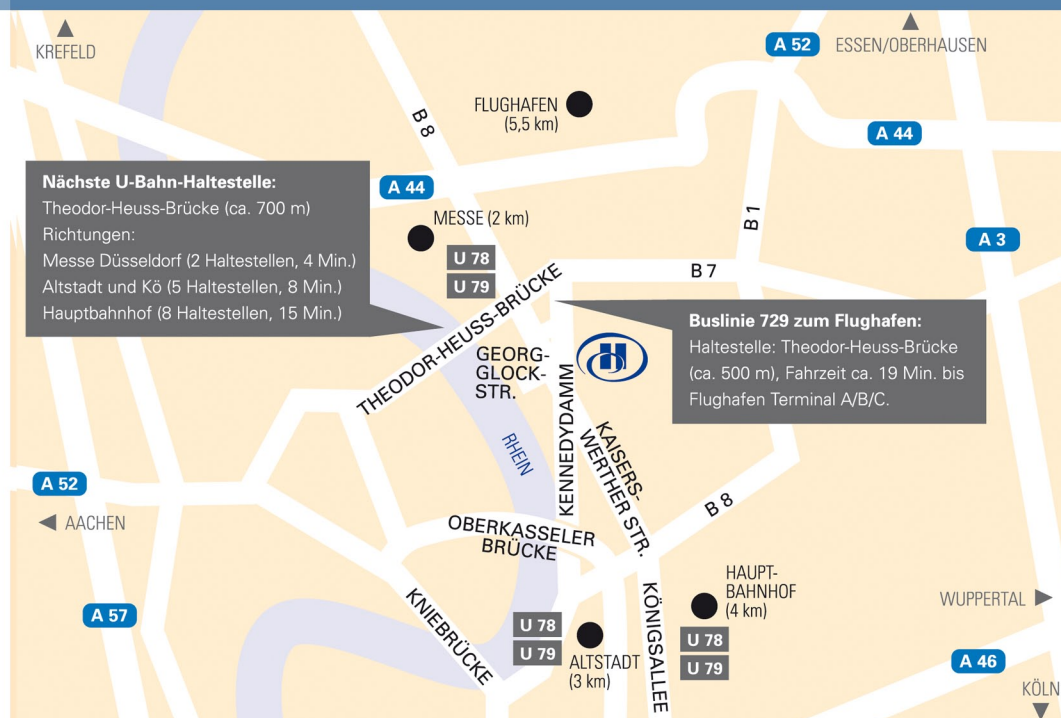 KREFELD
A 52
ESSEN/OBERHAUSEN
FLUGHAFEN
(5,5 km)
B 8
A 44
Nächste U-Bahn-Haltestelle:
Theodor-Heuss-Brücke (ca. 700 m)
Richtungen:
Messe Düsseldorf (2 Haltestellen, 4 Min.)
Altstadt und Kö (5 Haltestellen, 8 Min.)
Hauptbahnhof (8 Haltestellen, 15 Min.)
A 44
MESSE (2 km)
U 78
U 79
B 1
A 3
B 7
THEODOR-HEUSS-BRÜCKE
Buslinie 729 zum Flughafen:
Haltestelle: Theodor-Heuss-Brücke
(ca. 500 m), Fahrzeit ca. 19 Min. bis
Flughafen Terminal A/B/C.
GEORG-
GLOCK-
STR.
H
KENNEDYDAMM
KAISERS-
WERTHER STR.
RHEIN
A 52
AACHEN
B 8
OBERKASSELER
BRÜCKE
KNIEBRÜCKE
A 57
U 78
U 79
ALTSTADT
(3 km)
KÖNIGSALLEE
HAUPT-
BAHNHOF
(4 km)
U 78
U 79
WUPPERTAL
A 46
KÖLN